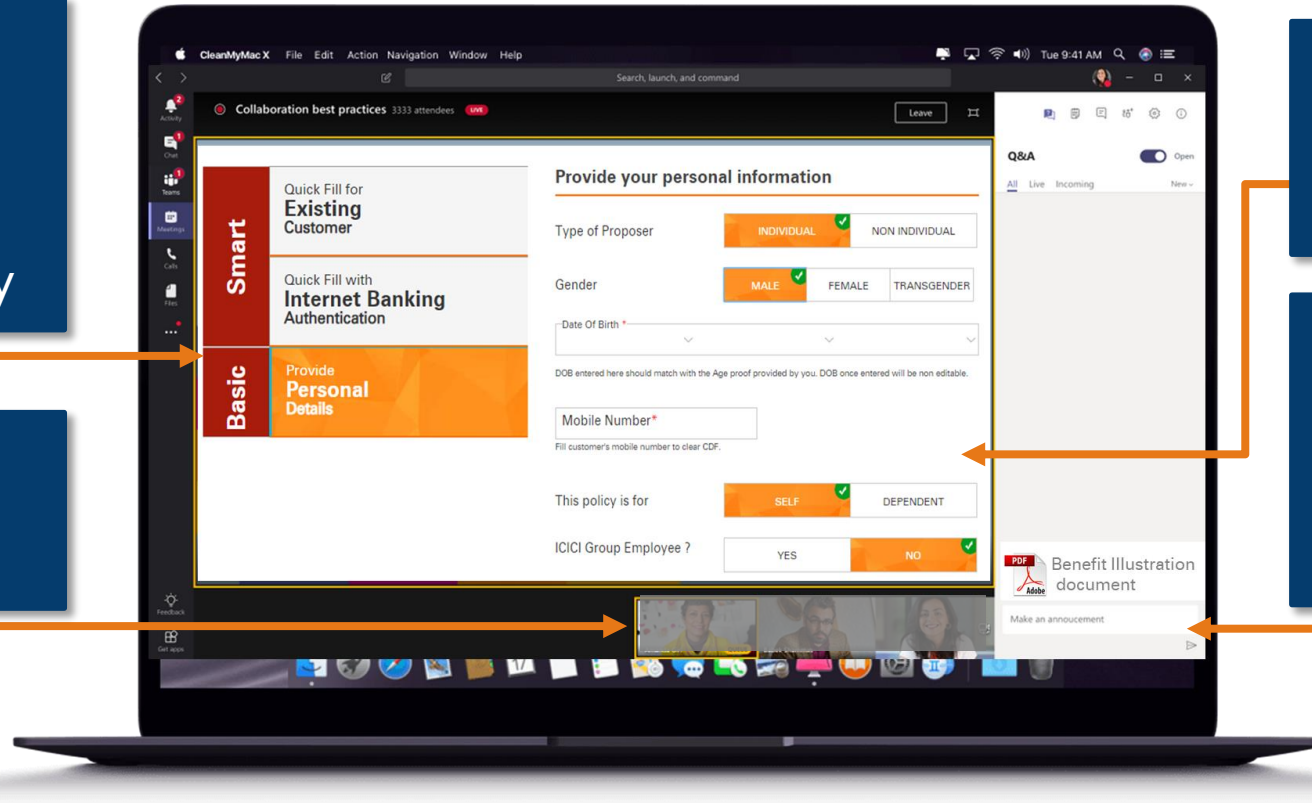 y
CleanMyMac X File Edit Action Navigation Window Help
Tue 9:41 AM
Search, launch, and command
Activity
Chat
Teams
Meetings
Calls
Files
Feedback
Get apps
Collaboration best practices 3333 attendees LIVE
Leave
Smart
Quick Fill for
Existing
Customer
Quick Fill with
Internet Banking
Authentication
Basic
Provide
Personal
Details
Provide your personal information
Type of Proposer INDIVIDUAL NON INDIVIDUAL
Gender MALE FEMALE TRANSGENDER
Date Of Birth *
DOB entered here should match with the Age proof provided by you. DOB once entered will be non editable.
Mobile Number*
Fill customer's mobile number to clear CDF.
This policy is for SELF DEPENDENT
ICICI Group Employee ? YES NO
Q&A Open
All Live Incoming New
PDF
Adobe
Benefit Illustration
document
Make an annoucement
17